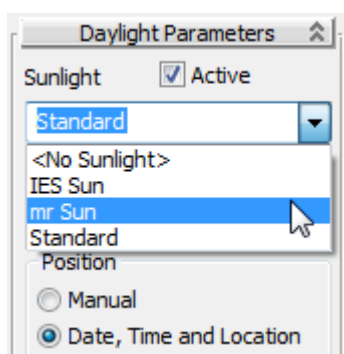 Daylight Parameters
Sunlight Active
Standard
<No Sunlight>
IES Sun
mr Sun
Standard
Position
Manual
Date, Time and Location